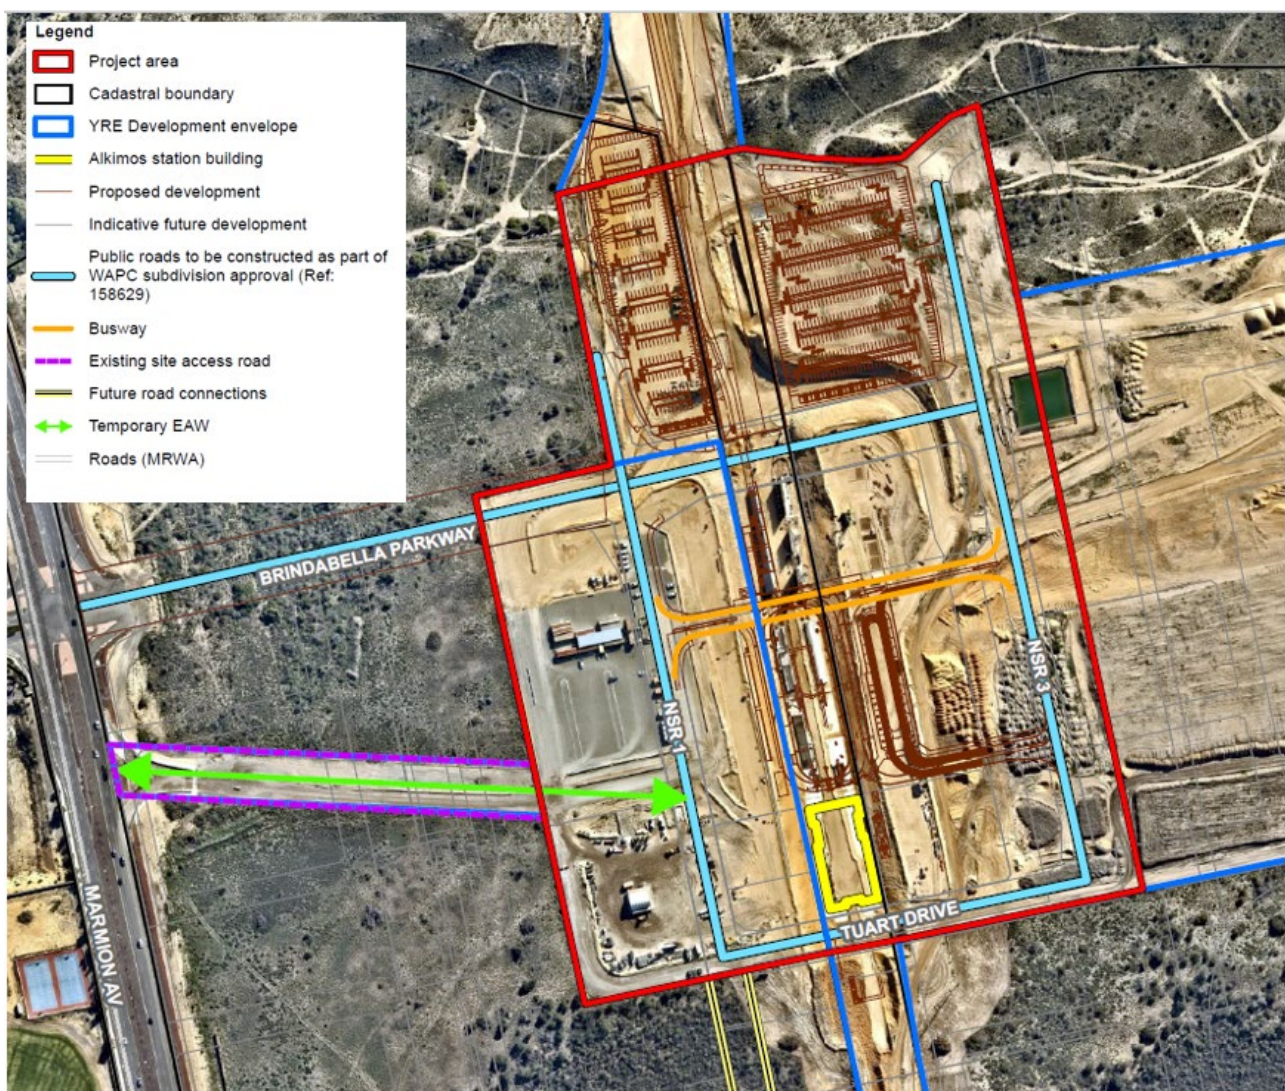 Legend
Project area
Cadastral boundary
YRE Development envelope
Alkimos station building
Proposed development
Indicative future development
Public roads to be constructed as part of
WAPC subdivision approval (Ref:
158629)
Busway
Existing site access road
Future road connections
Temporary EAW
Roads (MRWA)
BRINDABELLA PARKWAY
NSR 3
NSR 1
MARMION AV
TUART DRIVE